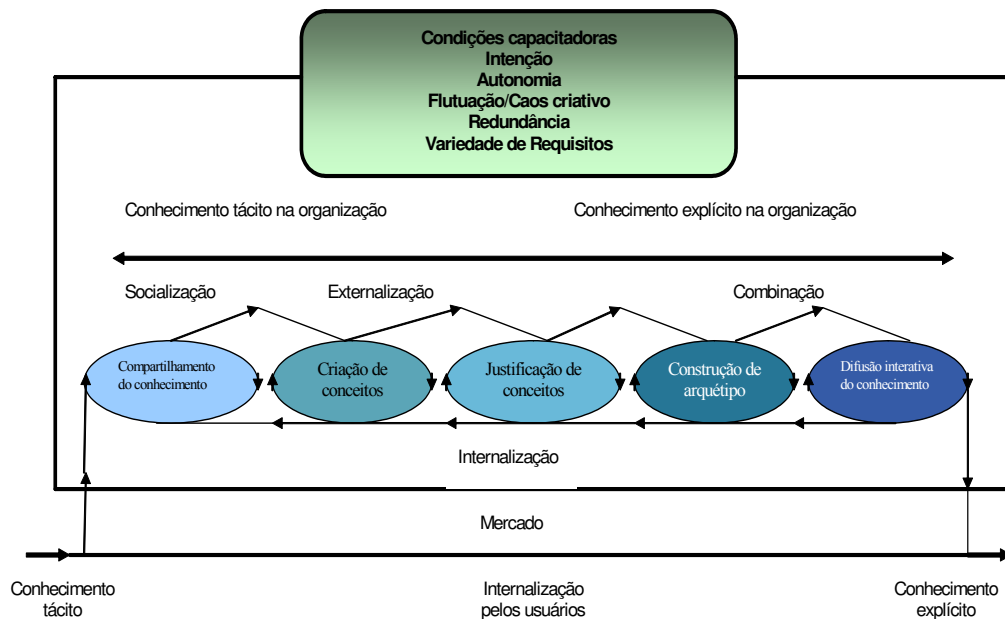 Condições capacitadoras
Intenção
Autonomia
Flutuação/Caos criativo
Redundância
Variedade de Requisitos
Conhecimento tácito na organização
Conhecimento explícito na organização
Socialização
Externalização
Combinação
Compartilhamento
do conhecimento
Criação de
conceitos
Justificação de
conceitos
Construção de
arquétipo
Difusão interativa
do conhecimento
Internalização
Mercado
Conhecimento
tácito
Internalização
pelos usuários
Conhecimento
explícito